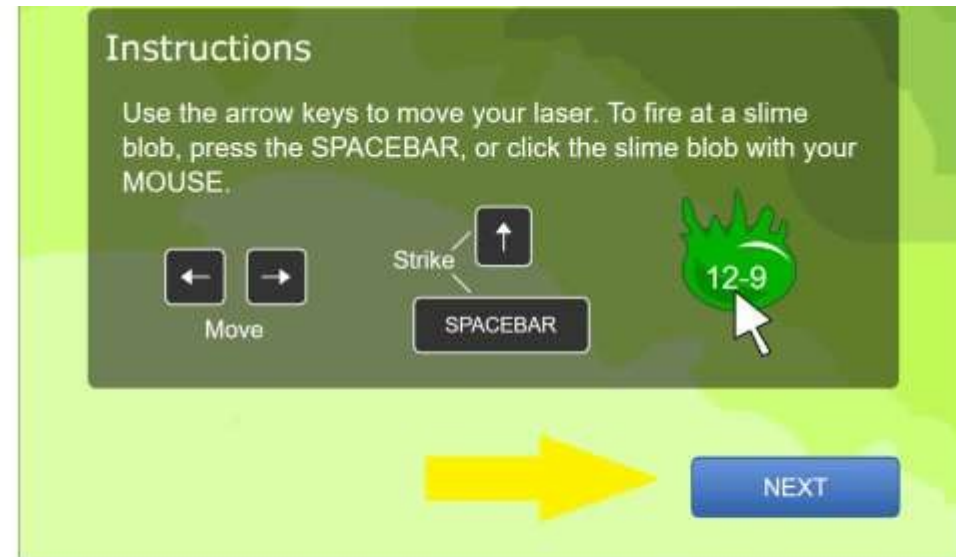 Instructions
Use the arrow keys to move your laser. To fire at a slime
blob, press the SPACEBAR, or click the slime blob with your
MOUSE.
↑
Strike
← →
12-9
SPACEBAR
Move
NEXT